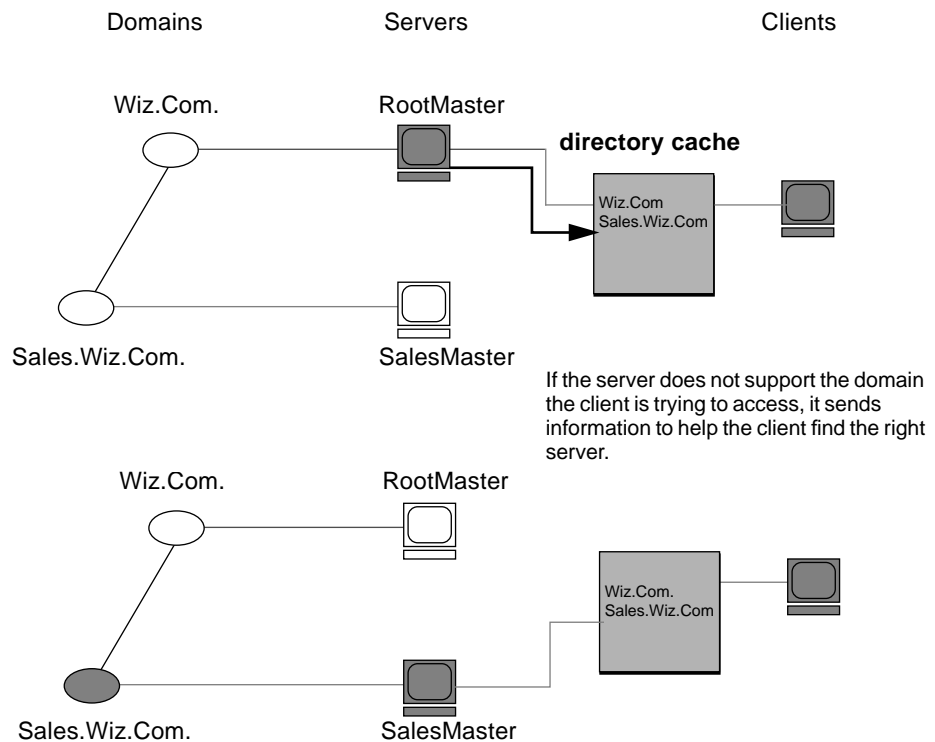 Domains Servers Clients
Wiz.Com. RootMaster
directory cache
Wiz.Com
Sales.Wiz.Com
Sales.Wiz.Com. SalesMaster
If the server does not support the domain
the client is trying to access, it sends
information to help the client find the right
server.
Wiz.Com. RootMaster
Wiz.Com.
Sales.Wiz.Com
Sales.Wiz.Com. SalesMaster